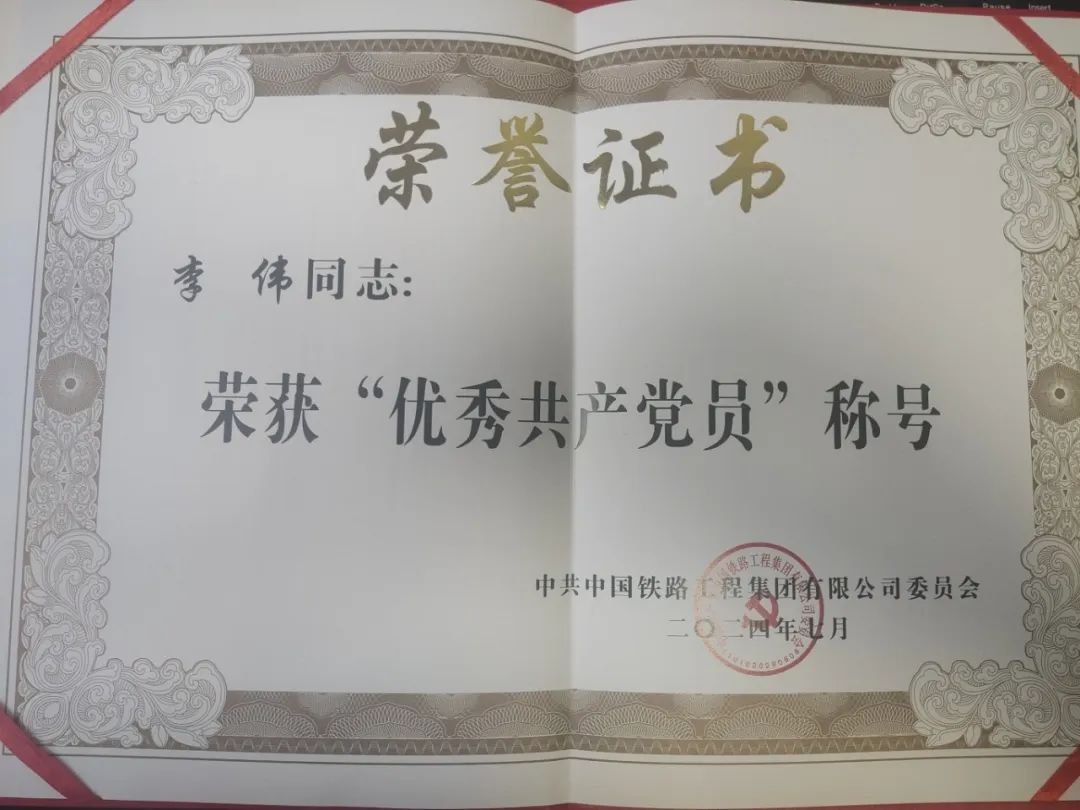 Pause Insert
荣誉证书
李 伟同志:
荣获“优秀共产党员”称号
中共中国铁路工程集团有限公司委员会
二〇二四年七月